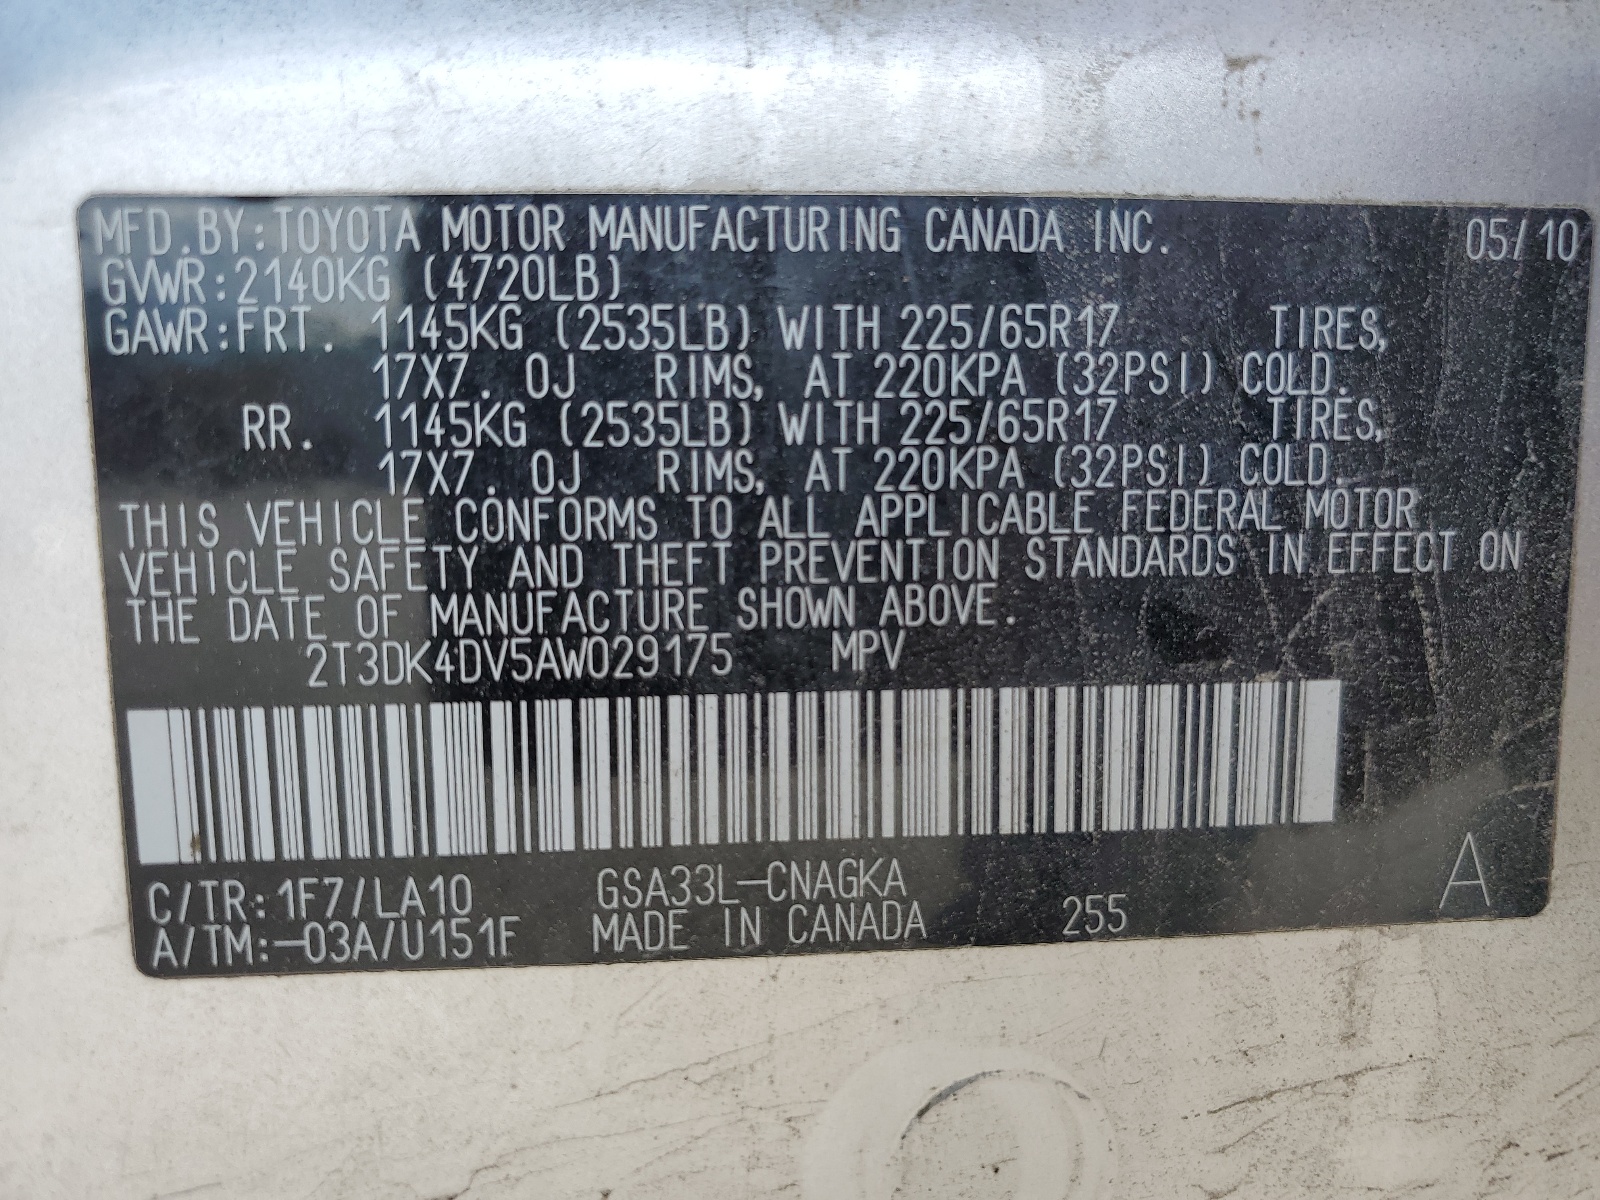 MFD.BY:TOYOTA MOTOR MANUFACTURING CANADA INC. 05/10
GVWR:2140KG (4720LB)
GAWR:FRT. 1145KG (2535LB) WITH 225/65R17 TIRES,
17X7.0J RIMS, AT 220KPA (32PSI) COLD.
RR. 1145KG (2535LB) WITH 225/65R17 TIRES,
17X7.0J RIMS, AT 220KPA (32PSI) COLD.
THIS VEHICLE CONFORMS TO ALL APPLICABLE FEDERAL MOTOR
VEHICLE SAFETY AND THEFT PREVENTION STANDARDS IN EFFECT ON
THE DATE OF MANUFACTURE SHOWN ABOVE.
2T3DK4DV5AW029175 MPV
C/TR:1F7/LA10 GSA33L-CNAGKA
A/TM:-03A/U151F MADE IN CANADA 255 A